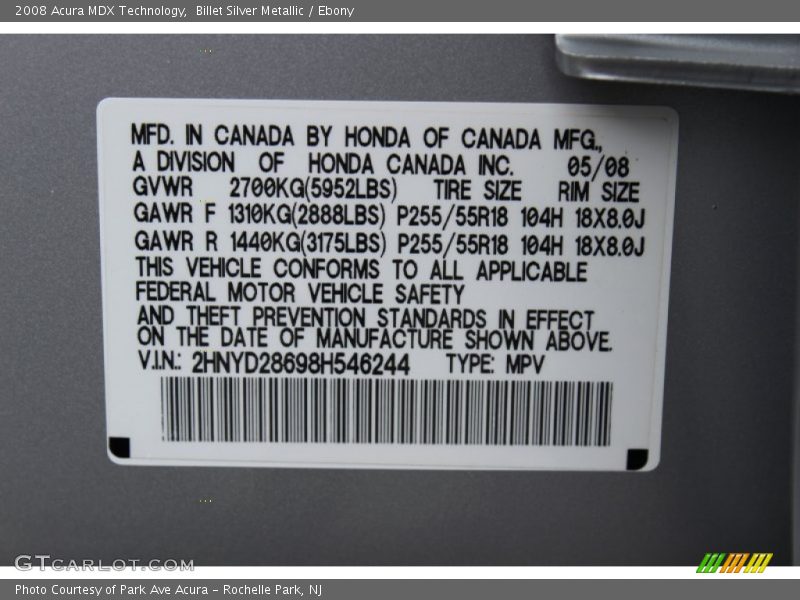 2008 Acura MDX Technology,  Billet Silver Metallic / Ebony
MFD. IN CANADA BY HONDA OF CANADA MFG.,
A DIVISION OF HONDA CANADA INC. 05/08
GVWR 2700KG(5952LBS) TIRE SIZE RIM SIZE
GAWR F 1310KG(2888LBS) P255/55R18 104H 18X8.0J
GAWR R 1440KG(3175LBS) P255/55R18 104H 18X8.0J
THIS VEHICLE CONFORMS TO ALL APPLICABLE
FEDERAL MOTOR VEHICLE SAFETY
AND THEFT PREVENTION STANDARDS IN EFFECT
ON THE DATE OF MANUFACTURE SHOWN ABOVE.
V.I.N.: 2HNYD28698H546244 TYPE: MPV
GTCARLOT.COM
Photo Courtesy of Park Ave Acura - Rochelle Park, NJ